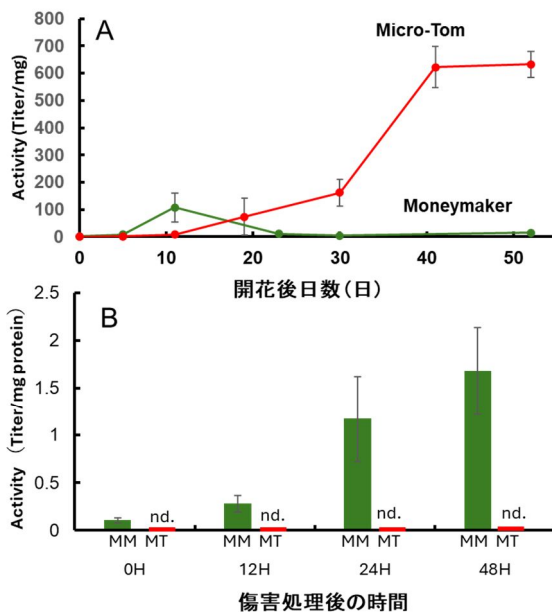 A
Micro-Tom
Moneymaker
Activity(Titer/mg)
800
700
600
500
400
300
200
100
0
0 10 20 30 40 50
開花後日数(日)
B
Activity (Titer/mg protein)
2.5
2
1.5
1
0.5
0
nd. nd. nd. nd.
MM MT MM MT MM MT MM MT
0H 12H 24H 48H
傷害処理後の時間